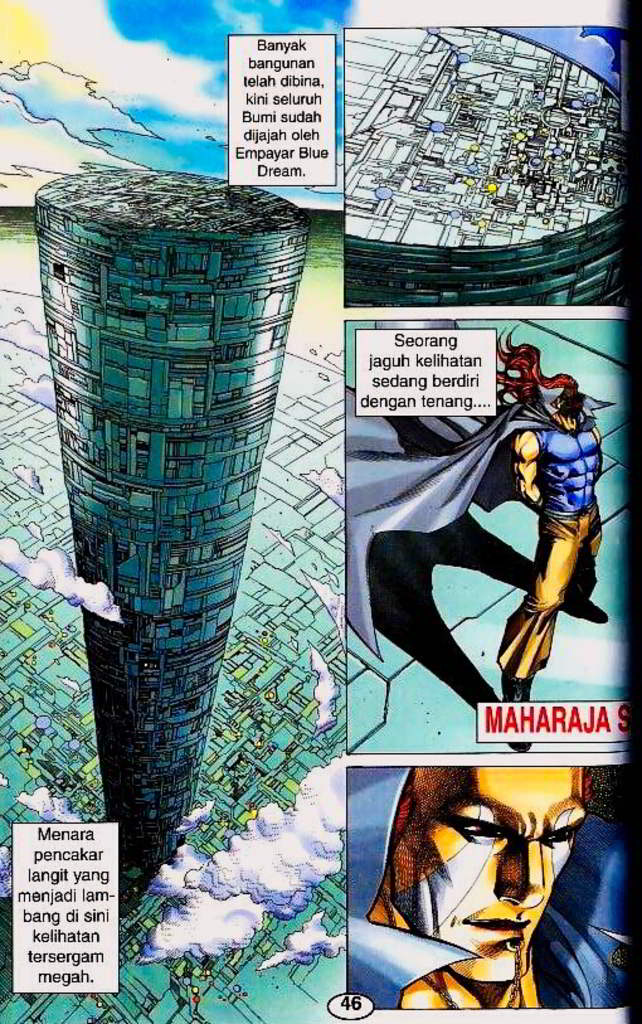 Banyak
bangunan
telah dibina,
kini seluruh
Bumi sudah
dijajah oleh
Empayar Blue
Dream.
Seorang
jaguh kelihatan
sedang berdiri
dengan tenang....
MAHARAJA S
Menara
pencakar
langit yang
menjadi lam-
bang di sini
kelihatan
tersergam
megah.
46